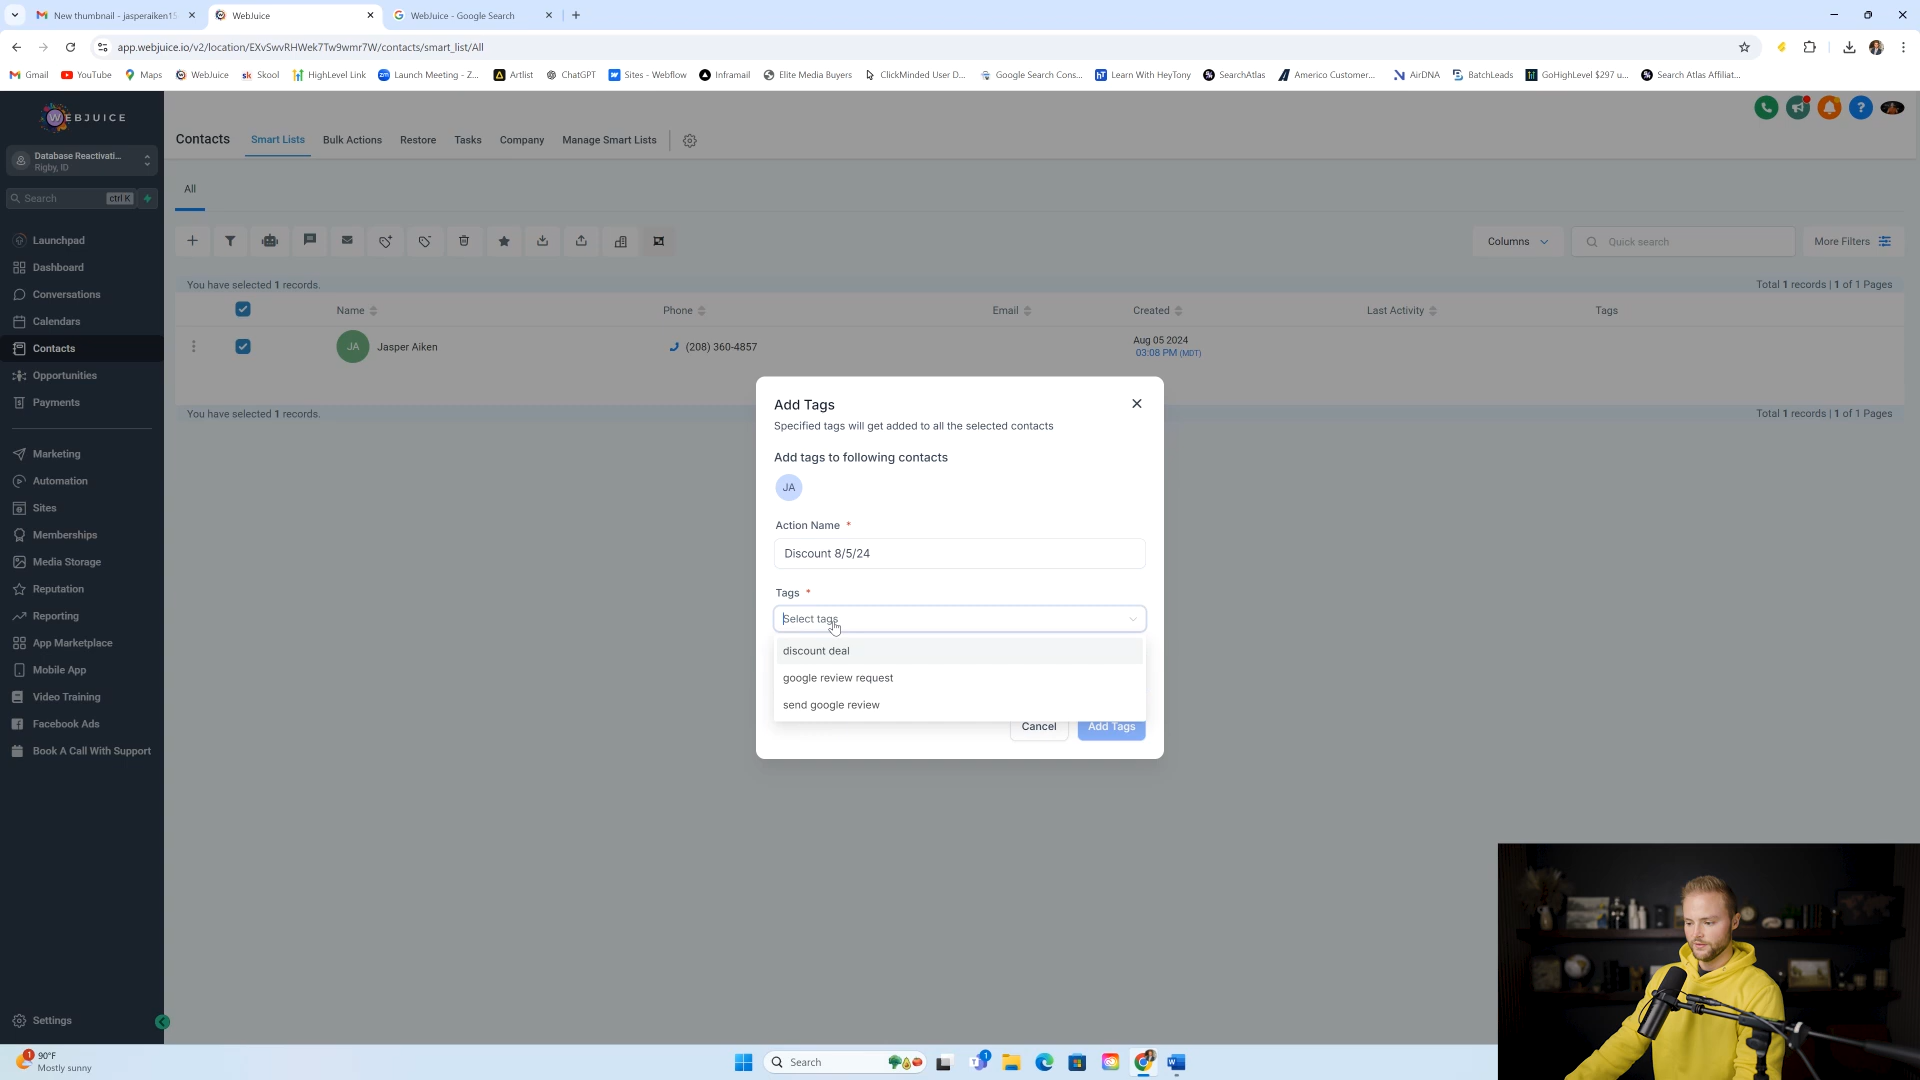 New thumbnail - jasperaiken15
WebJuice
WebJuice - Google Search
app.webjuice.io/v2/location/EXvSwvRHWek7Tw9wmr7W/contacts/smart_list/All
Gmail
YouTube
Maps
WebJuice
Skool
HighLevel Link
Launch Meeting - Z...
Artlist
ChatGPT
Sites - Webflow
Inframail
Elite Media Buyers
ClickMinded User D...
Google Search Cons...
Learn With HeyTony
SearchAtlas
Americo Customer...
AirDNA
BatchLeads
GoHighLevel $297 u...
Search Atlas Affiliat...
WEBJUICE
Database Reactivati...
Rigby, ID
Search
ctrl K
Launchpad
Dashboard
Conversations
Calendars
Contacts
Opportunities
Payments
Marketing
Automation
Sites
Memberships
Media Storage
Reputation
Reporting
App Marketplace
Mobile App
Video Training
Facebook Ads
Book A Call With Support
Settings
Contacts
Smart Lists
Bulk Actions
Restore
Tasks
Company
Manage Smart Lists
All
Columns
Quick search
More Filters
You have selected 1 records.
Total 1 records | 1 of 1 Pages
Name
Phone
Email
Created
Last Activity
Tags
JA
Jasper Aiken
(208) 360-4857
Aug 05 2024
03:08 PM (MDT)
You have selected 1 records.
Total 1 records | 1 of 1 Pages
Add Tags
Specified tags will get added to all the selected contacts
Add tags to following contacts
JA
Action Name *
Discount 8/5/24
Tags *
Select tags
discount deal
google review request
send google review
Cancel
Add Tags
1
90°F
Mostly sunny
Search
1